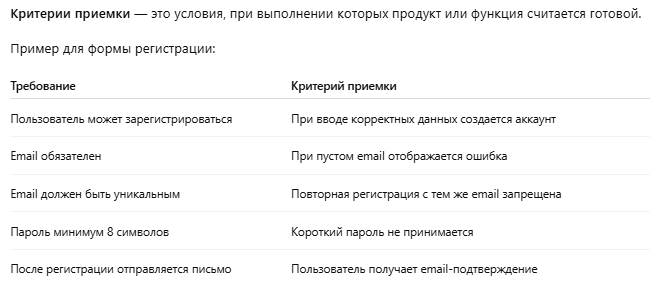 Критерии приемки — это условия, при выполнении которых продукт или функция считается готовой.
Пример для формы регистрации:
Требование Критерий приемки
Пользователь может зарегистрироваться При вводе корректных данных создается аккаунт
Email обязателен При пустом email отображается ошибка
Email должен быть уникальным Повторная регистрация с тем же email запрещена
Пароль минимум 8 символов Короткий пароль не принимается
После регистрации отправляется письмо Пользователь получает email-подтверждение